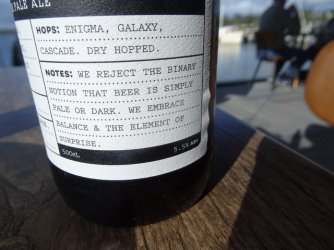 PALE ALE
HOPS: ENIGMA, GALAXY,
CASCADE. DRY HOPPED.
NOTES: WE REJECT THE BINARY
NOTION THAT BEER IS SIMPLY
PALE OR DARK. WE EMBRACE
BALANCE & THE ELEMENT OF
SURPRISE.
500mL
5.5%